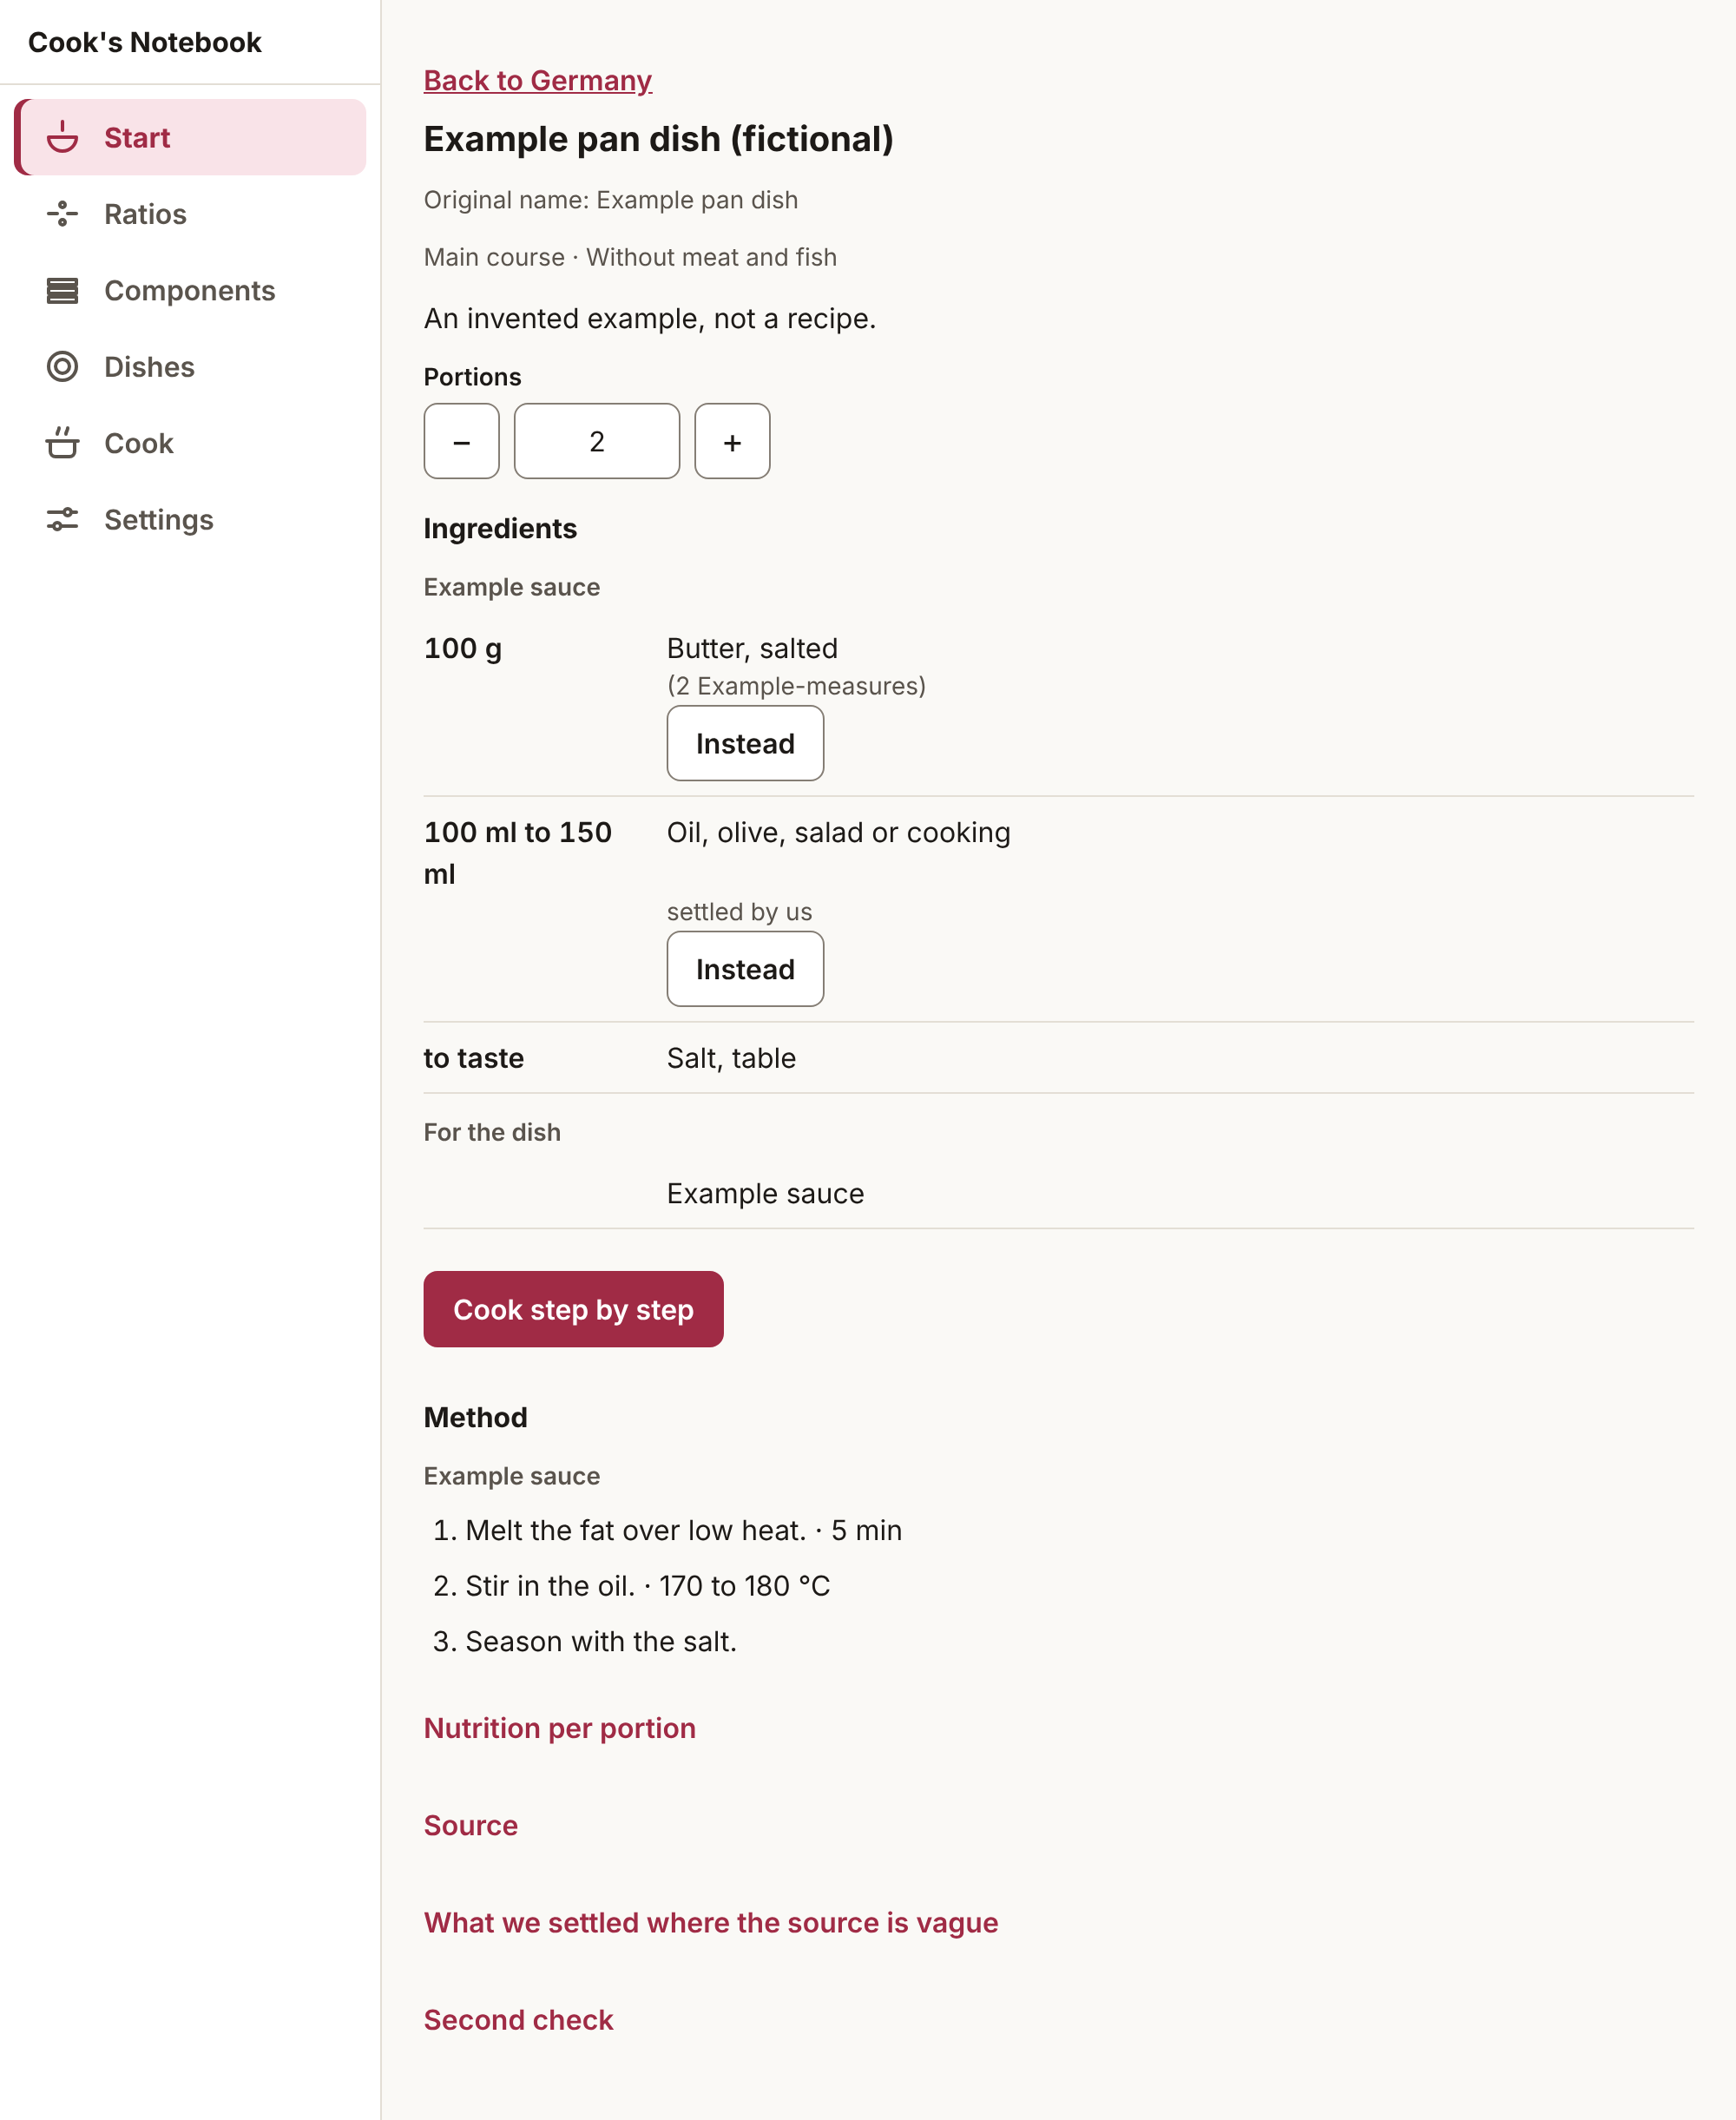 Cook's Notebook
Start
Ratios
Components
Dishes
Cook
Settings
Back to Germany
Example pan dish (fictional)
Original name: Example pan dish
Main course · Without meat and fish
An invented example, not a recipe.
Portions
− 2 +
Ingredients
Example sauce
100 g Butter, salted
(2 Example-measures)
Instead
100 ml to 150 Oil, olive, salad or cooking
ml
settled by us
Instead
to taste Salt, table
For the dish
Example sauce
Cook step by step
Method
Example sauce
1. Melt the fat over low heat. · 5 min
2. Stir in the oil. · 170 to 180 °C
3. Season with the salt.
Nutrition per portion
Source
What we settled where the source is vague
Second check